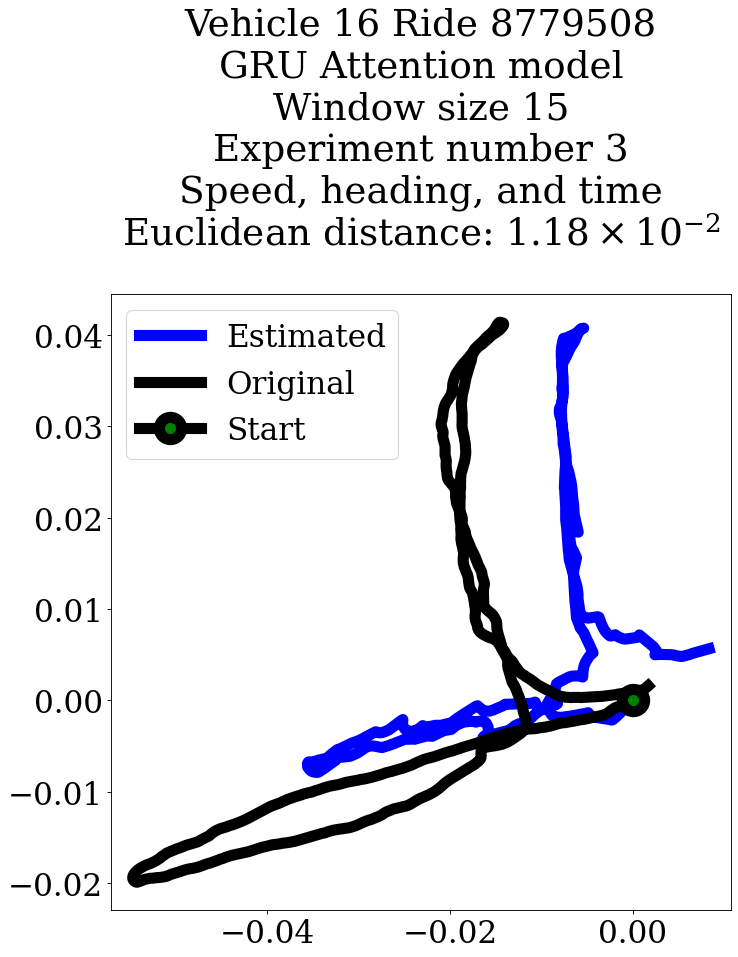 Vehicle 16 Ride 8779508
GRU Attention model
Window size 15
Experiment number 3
Speed, heading, and time
Euclidean distance: 1.18 × 10⁻²
Estimated
Original
Start
0.04
0.03
0.02
0.01
0.00
−0.01
−0.02
−0.04
−0.02
0.00